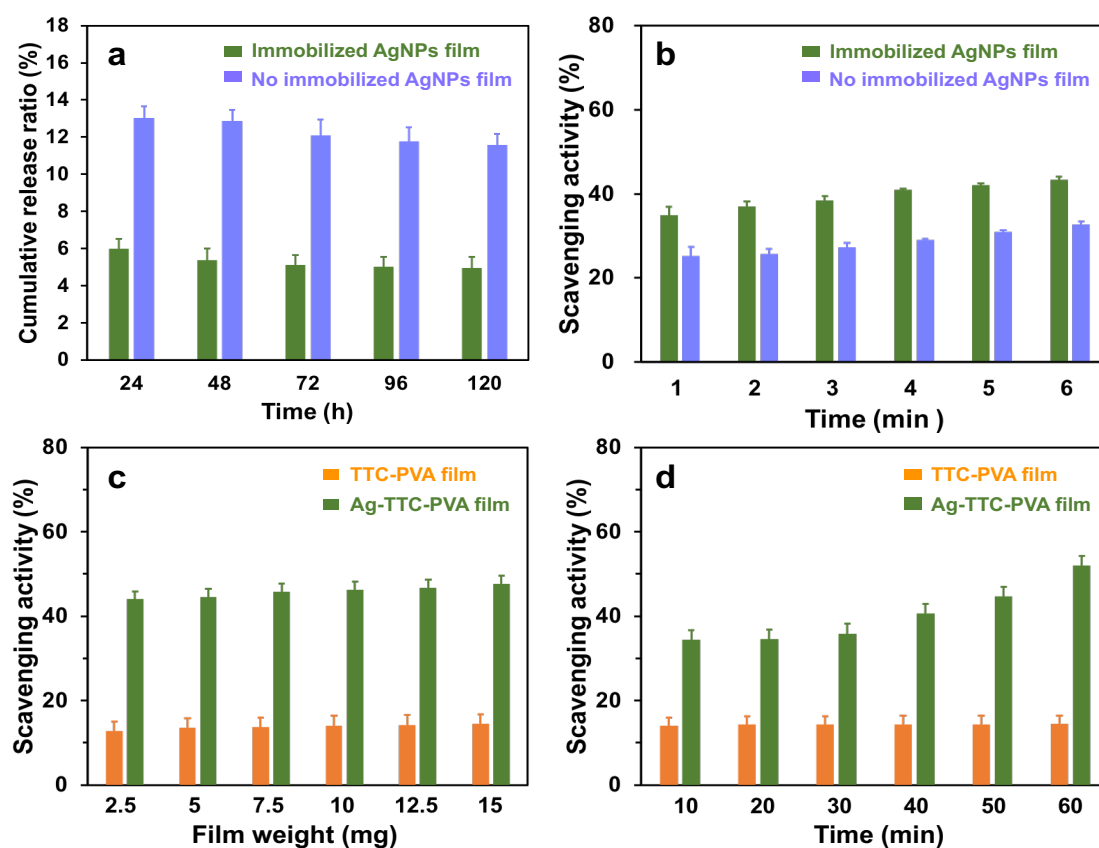 a
Immobilized AgNPs film
No immobilized AgNPs film
Cumulative release ratio (%)
18
16
14
12
10
8
6
4
2
0
24 48 72 96 120
Time (h)
b
Immobilized AgNPs film
No immobilized AgNPs film
Scavenging activity (%)
80
60
40
20
0
1 2 3 4 5 6
Time (min )
c
TTC-PVA film
Ag-TTC-PVA film
Scavenging activity (%)
80
60
40
20
0
2.5 5 7.5 10 12.5 15
Film weight (mg)
d
TTC-PVA film
Ag-TTC-PVA film
Scavenging activity (%)
80
60
40
20
0
10 20 30 40 50 60
Time (min)